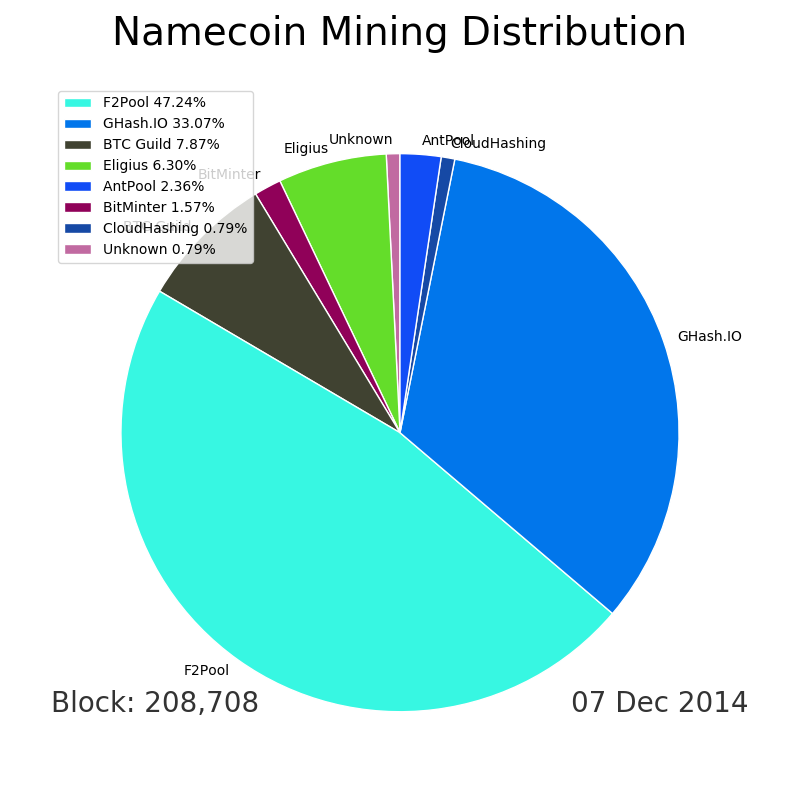 Namecoin Mining Distribution
F2Pool 47.24%
GHash.IO 33.07%
BTC Guild 7.87%
Eligius 6.30%
AntPool 2.36%
BitMinter 1.57%
CloudHashing 0.79%
Unknown 0.79%
Unknown
AntPool
CloudHashing
Eligius
BitMinter
BTC Guild
GHash.IO
F2Pool
Block: 208,708
07 Dec 2014